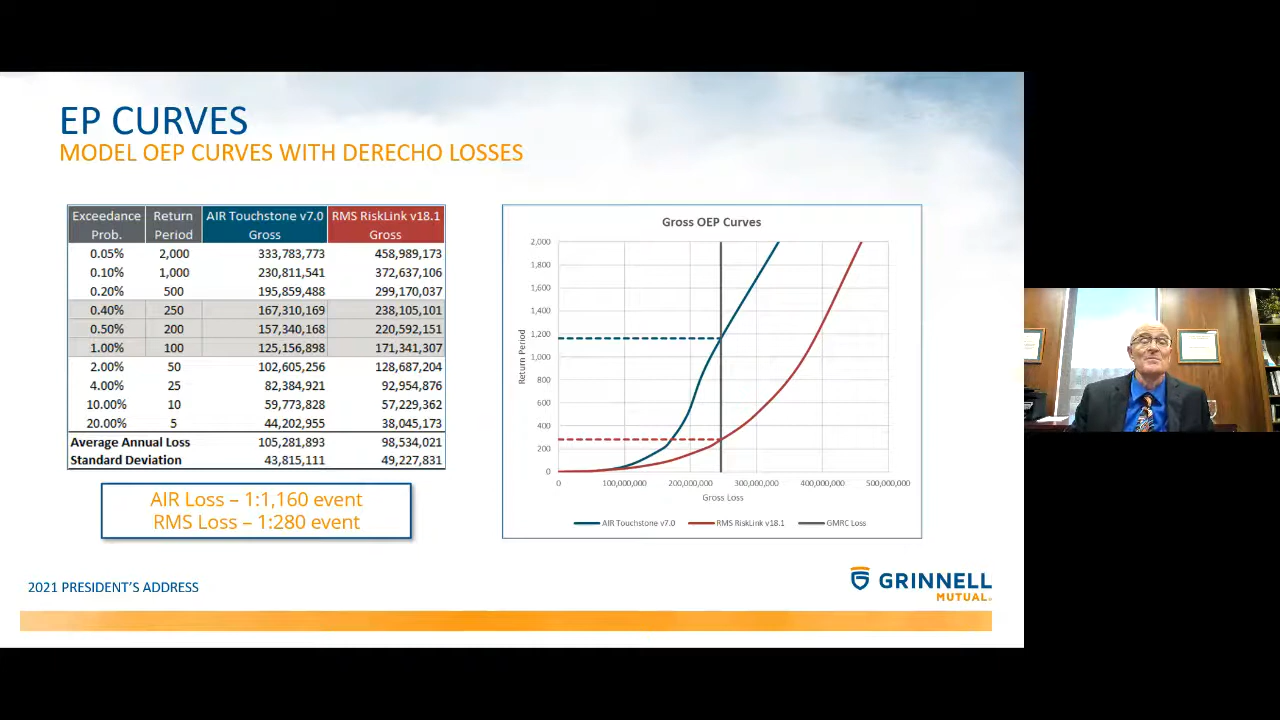 EP CURVES
MODEL OEP CURVES WITH DERECHO LOSSES
Exceedance Prob. Return Period AIR Touchstone v7.0 Gross RMS RiskLink v18.1 Gross
0.05% 2,000 333,783,773 458,989,173
0.10% 1,000 230,811,541 372,637,106
0.20% 500 195,859,488 299,170,037
0.40% 250 167,310,169 238,105,101
0.50% 200 157,340,168 220,592,151
1.00% 100 125,156,898 171,341,307
2.00% 50 102,605,256 128,687,204
4.00% 25 82,384,921 92,954,876
10.00% 10 59,773,828 57,229,362
20.00% 5 44,202,955 38,045,173
Average Annual Loss 105,281,893 98,534,021
Standard Deviation 43,815,111 49,227,831
AIR Loss – 1:1,160 event
RMS Loss – 1:280 event
Gross OEP Curves
2,000
1,800
1,600
1,400
1,200
1,000
800
600
400
200
0
Return Period
0 100,000,000 200,000,000 300,000,000 400,000,000 500,000,000
Gross Loss
AIR Touchstone v7.0 RMS RiskLink v18.1 GMRC Loss
2021 PRESIDENT'S ADDRESS
GRINNELL
MUTUAL®